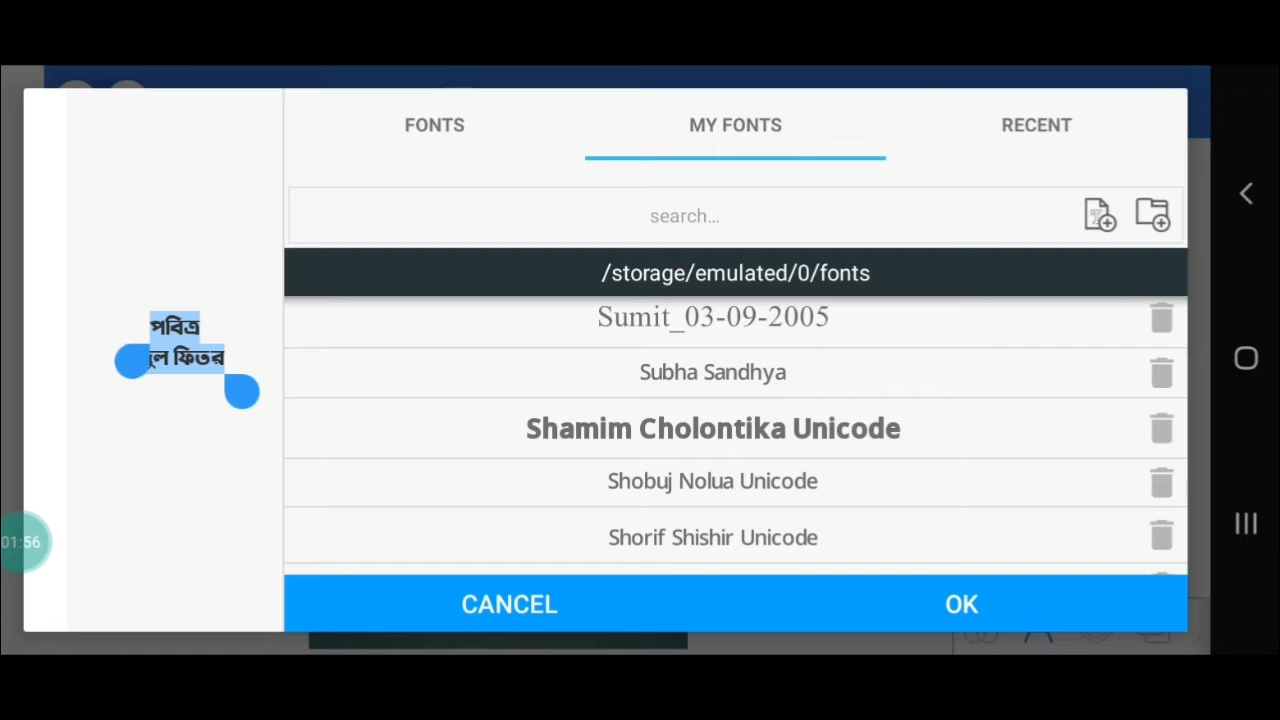 FONTS
MY FONTS
RECENT
search...
/storage/emulated/0/fonts
পবিত্র
ফিতর
Sumit_03-09-2005
Subha Sandhya
Shamim Cholontika Unicode
Shobuj Nolua Unicode
Shorif Shishir Unicode
01:56
CANCEL
OK